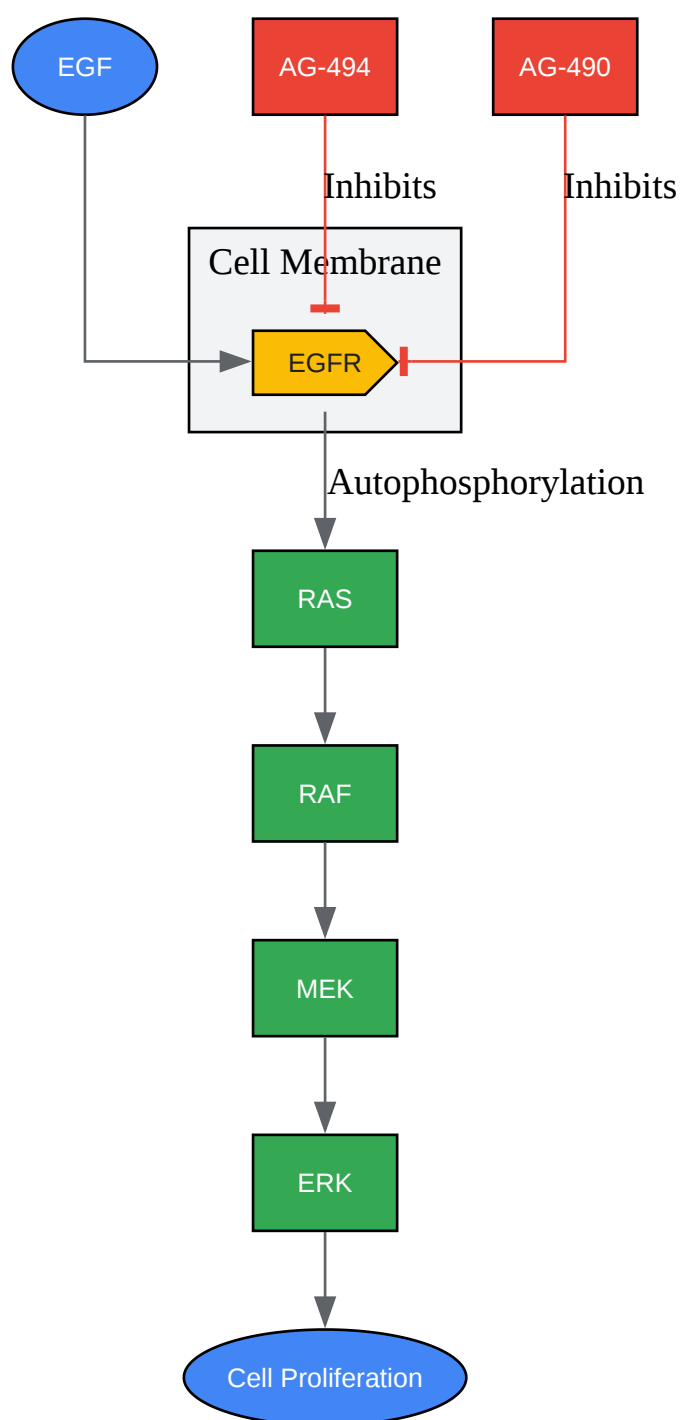 EGF
AG-494
AG-490
Inhibits
Inhibits
Cell Membrane
EGFR
Autophosphorylation
RAS
RAF
MEK
ERK
Cell Proliferation